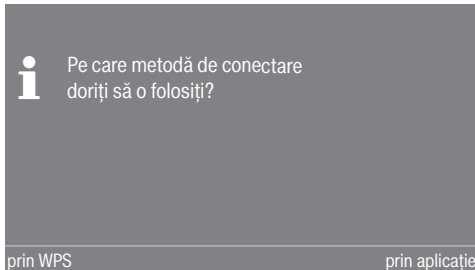 Pe care metodă de conectare
doriți să o folosiți?
prin WPS
prin aplicație